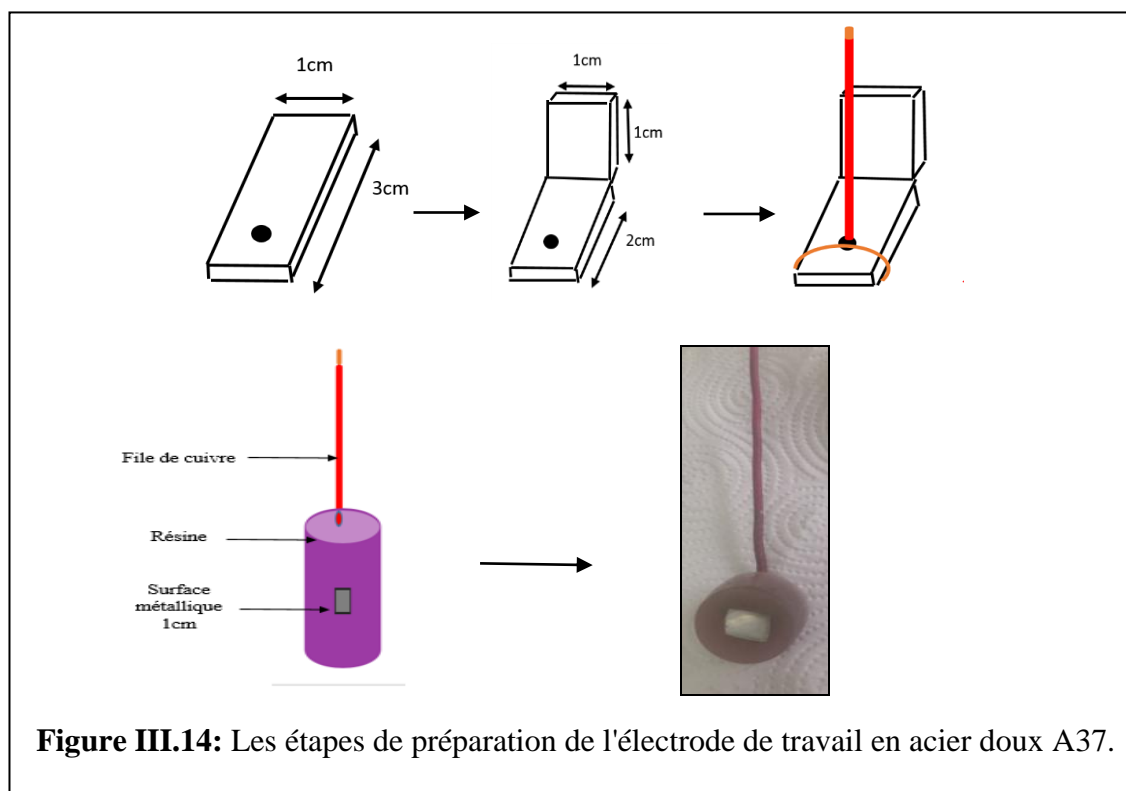 1cm
3cm
1cm
1cm
2cm
File de cuivre
Résine
Surface
métallique
1cm
Figure III.14: Les étapes de préparation de l'électrode de travail en acier doux A37.